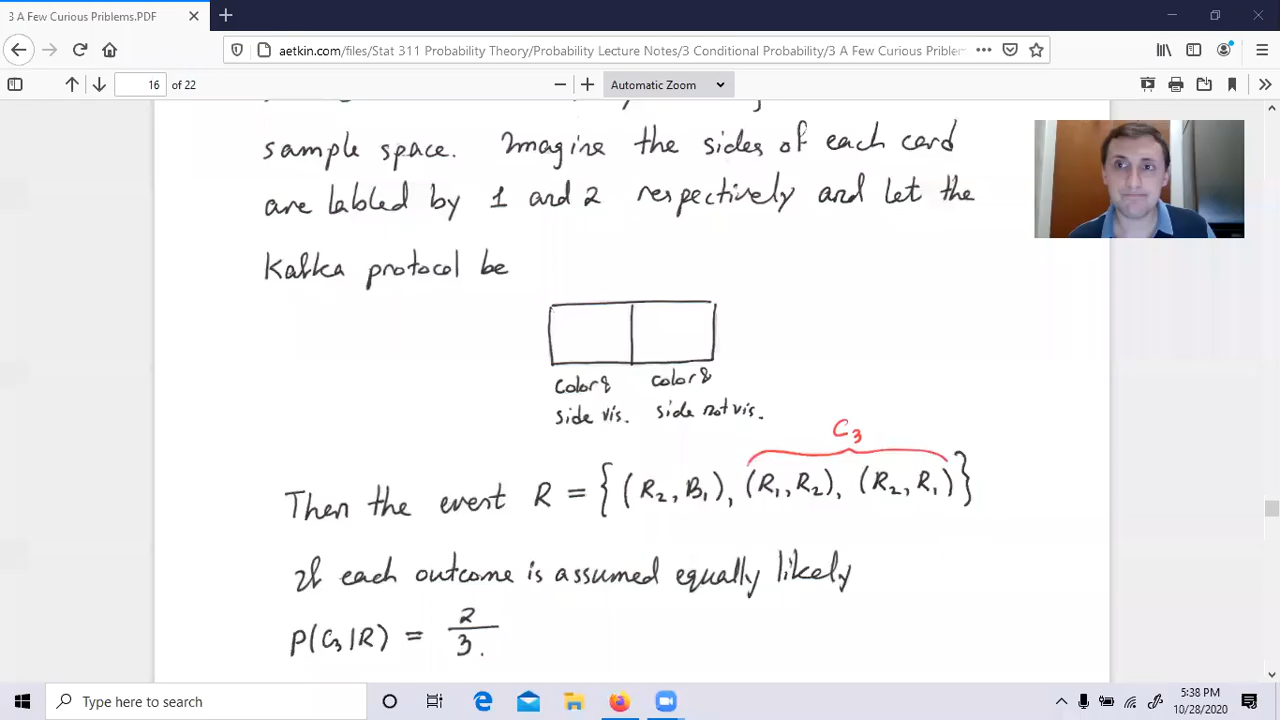 3 A Few Curious Priblems.PDF
aetkin.com/files/Stat 311 Probability Theory/Probability Lecture Notes/3 Conditional Probability/3 A Few Curious Priblem
16 of 22
Automatic Zoom
sample space. Imagine the sides of each card
are labled by 1 and 2 respectively and let the
Kafka protocol be
color & side vis.
color & side not vis.
C₃
Then the event R = { (R₂, B₁), (R₁, R₂), (R₂, R₁) }
If each outcome is assumed equally likely
P(C₃|R) = 2/3.
Type here to search
5:38 PM
10/28/2020